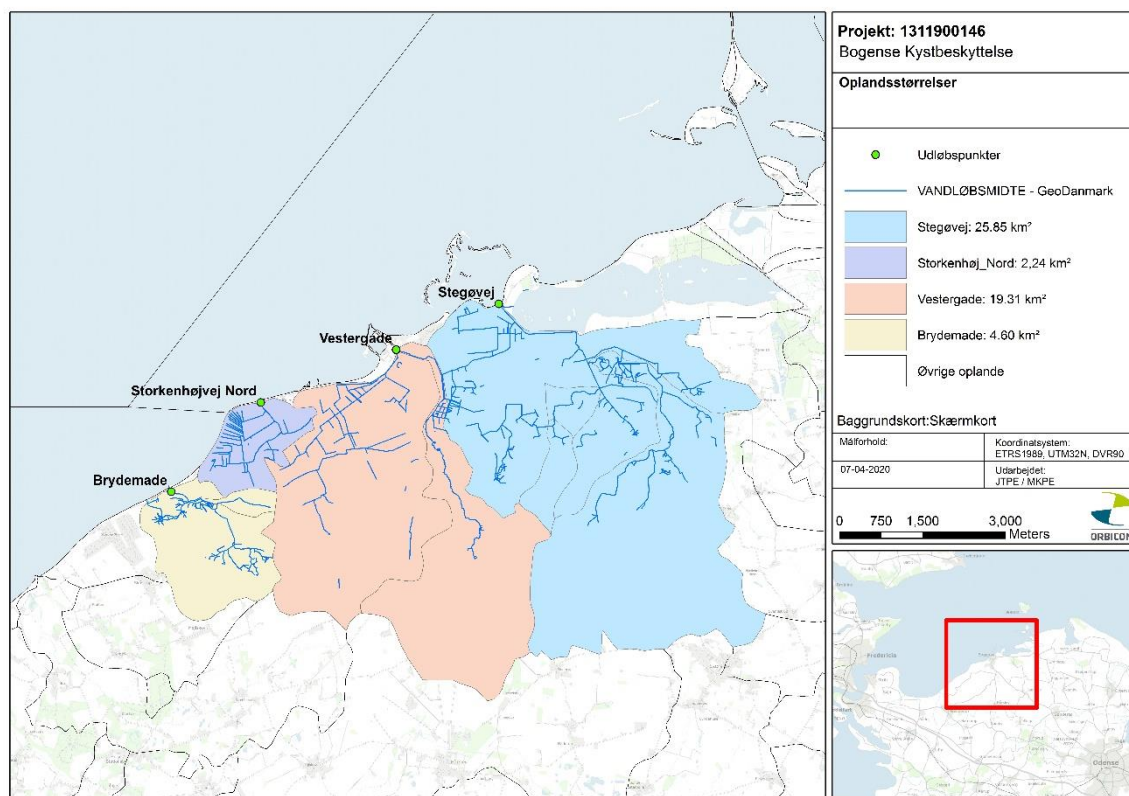 Stegøvej
Vestergade
Storkenhøjvej Nord
Brydemade
Projekt: 1311900146
Bogense Kystbeskyttelse
Oplandsstørrelser
Udløbspunkter
VANDLØBSMIDTE - GeoDanmark
Stegøvej: 25.85 km²
Storkenhøj_Nord: 2,24 km²
Vestergade: 19.31 km²
Brydemade: 4.60 km²
Øvrige oplande
Baggrundskort:Skærmkort
Målforhold:
Koordinatsystem:
ETRS1989, UTM32N, DVR90
07-04-2020
Udarbejdet:
JTPE / MKPE
0 750 1,500 3,000
Meters
ORBICON
Fredericia
Odense